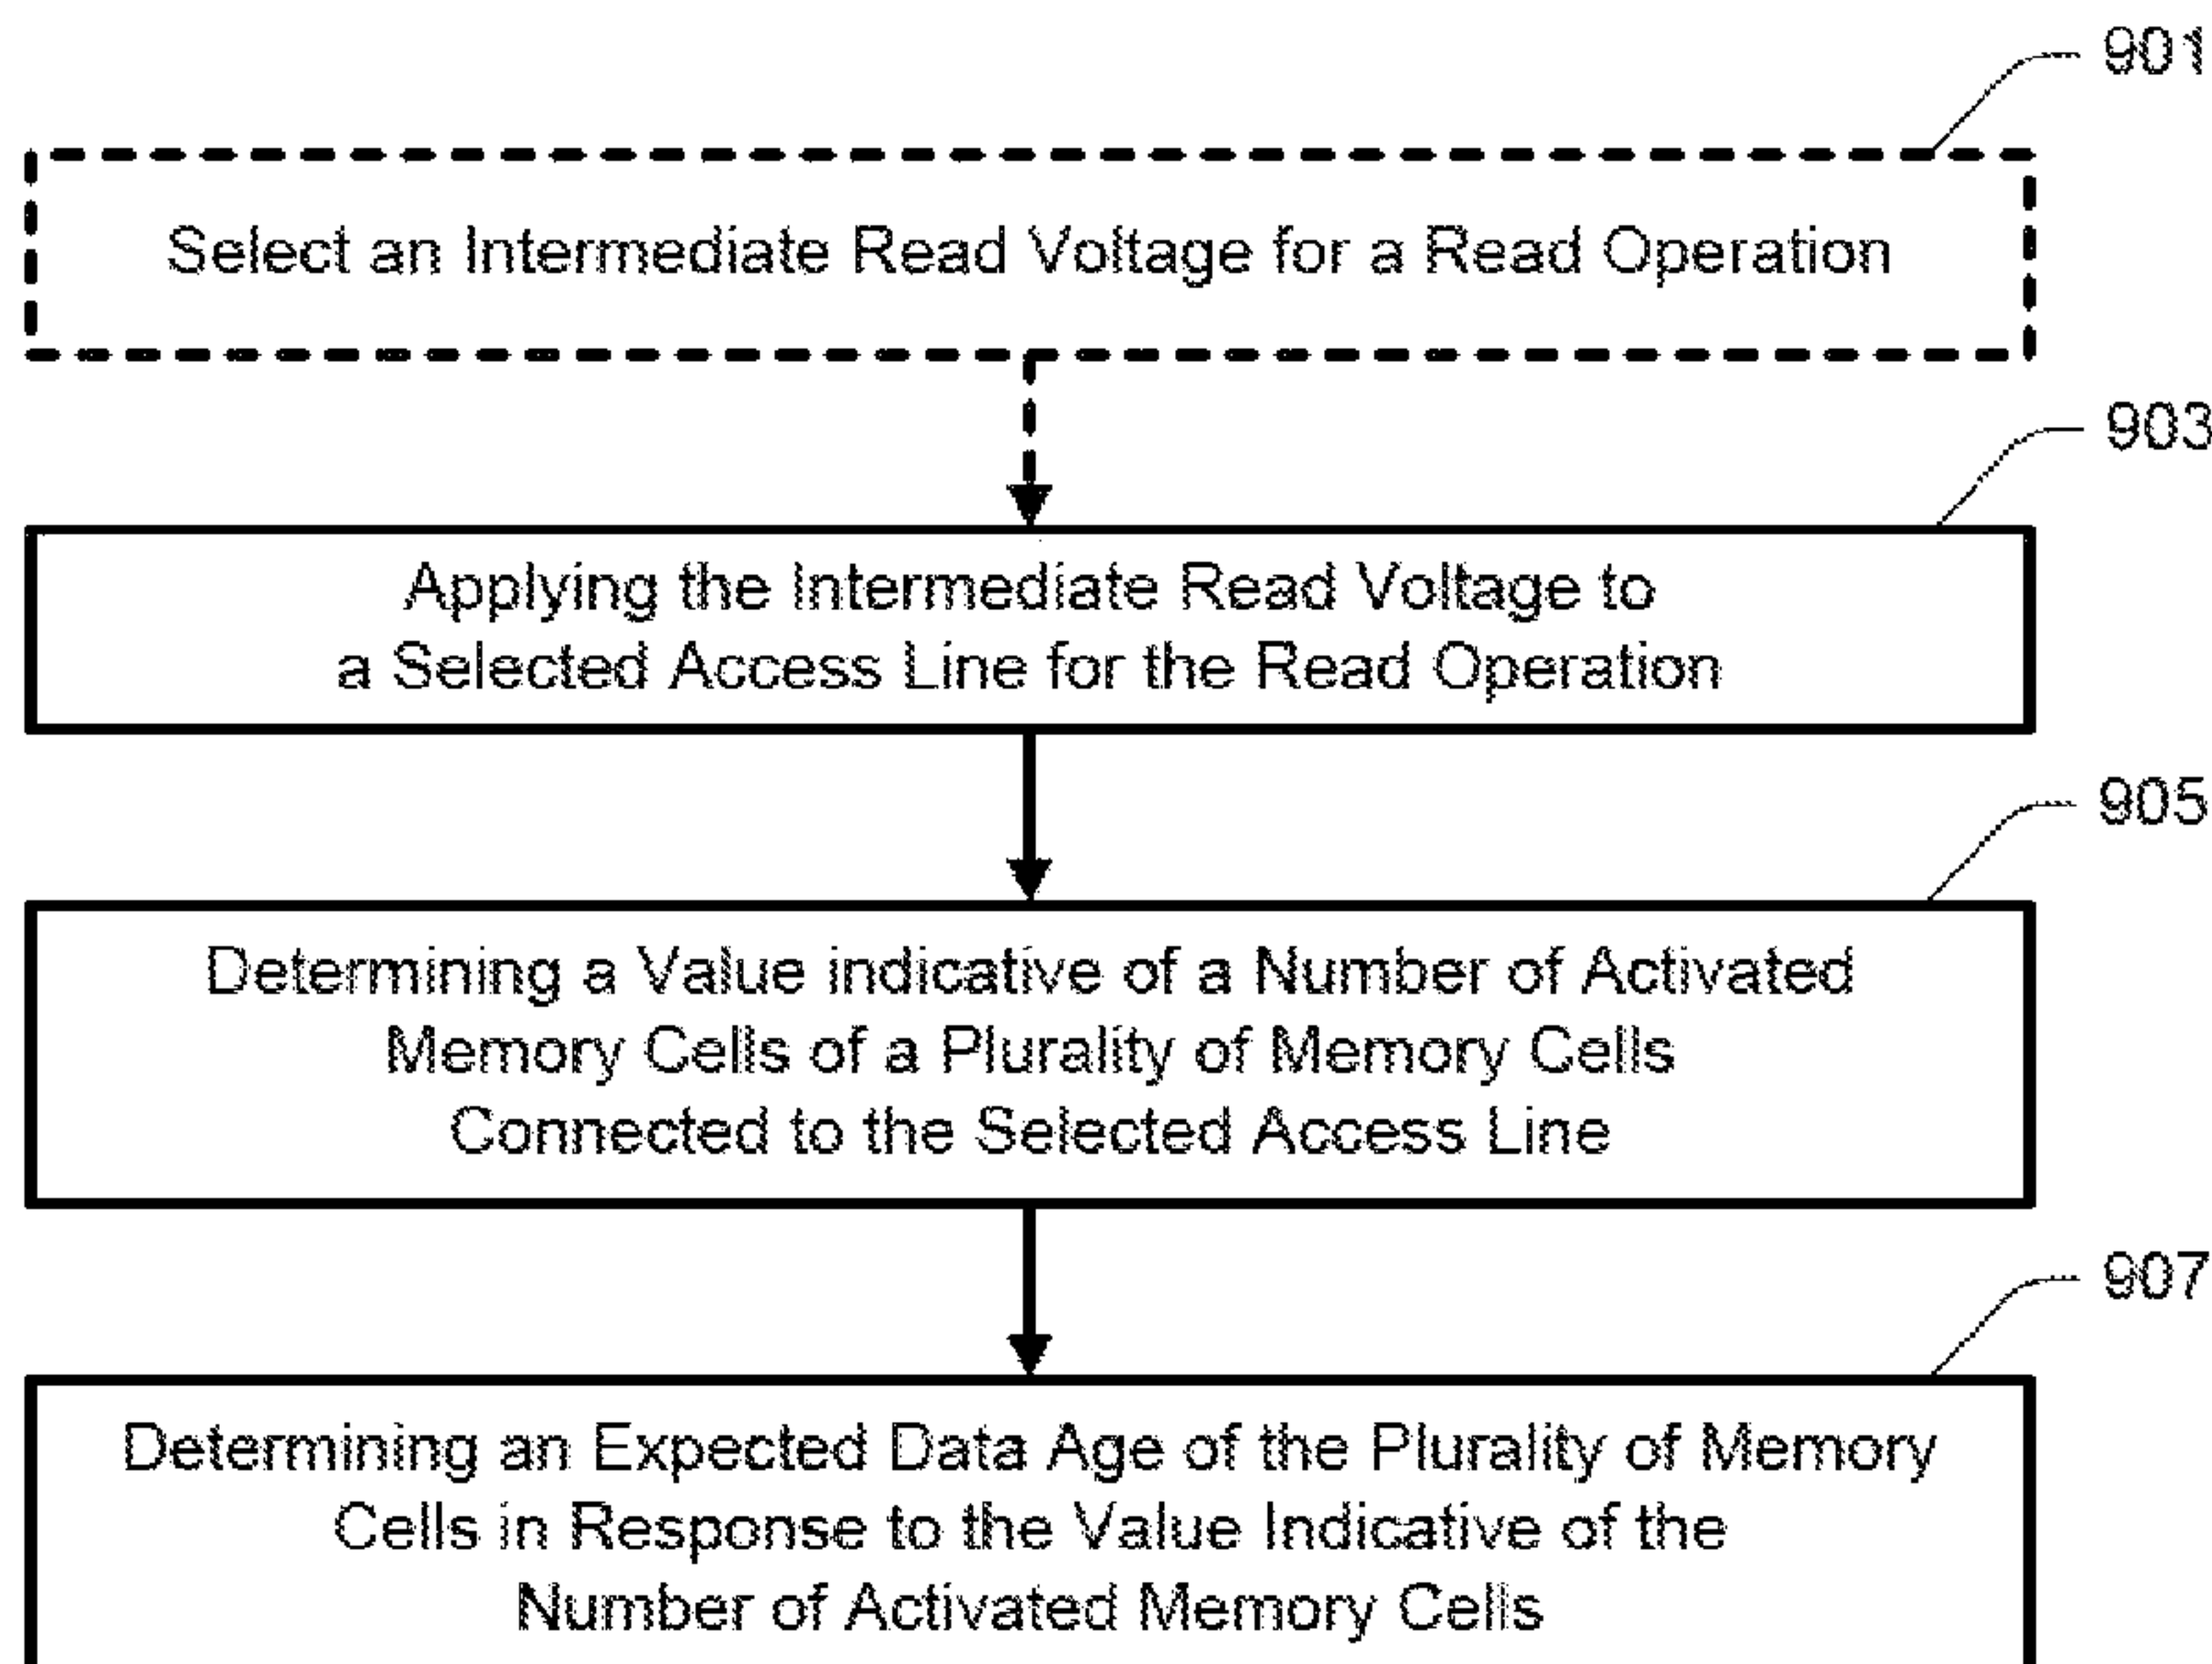 901
Select an Intermediate Read Voltage for a Read Operation
903
Applying the Intermediate Read Voltage to
a Selected Access Line for the Read Operation
905
Determining a Value indicative of a Number of Activated
Memory Cells of a Plurality of Memory Cells
Connected to the Selected Access Line
907
Determining an Expected Data Age of the Plurality of Memory
Cells in Response to the Value Indicative of the
Number of Activated Memory Cells